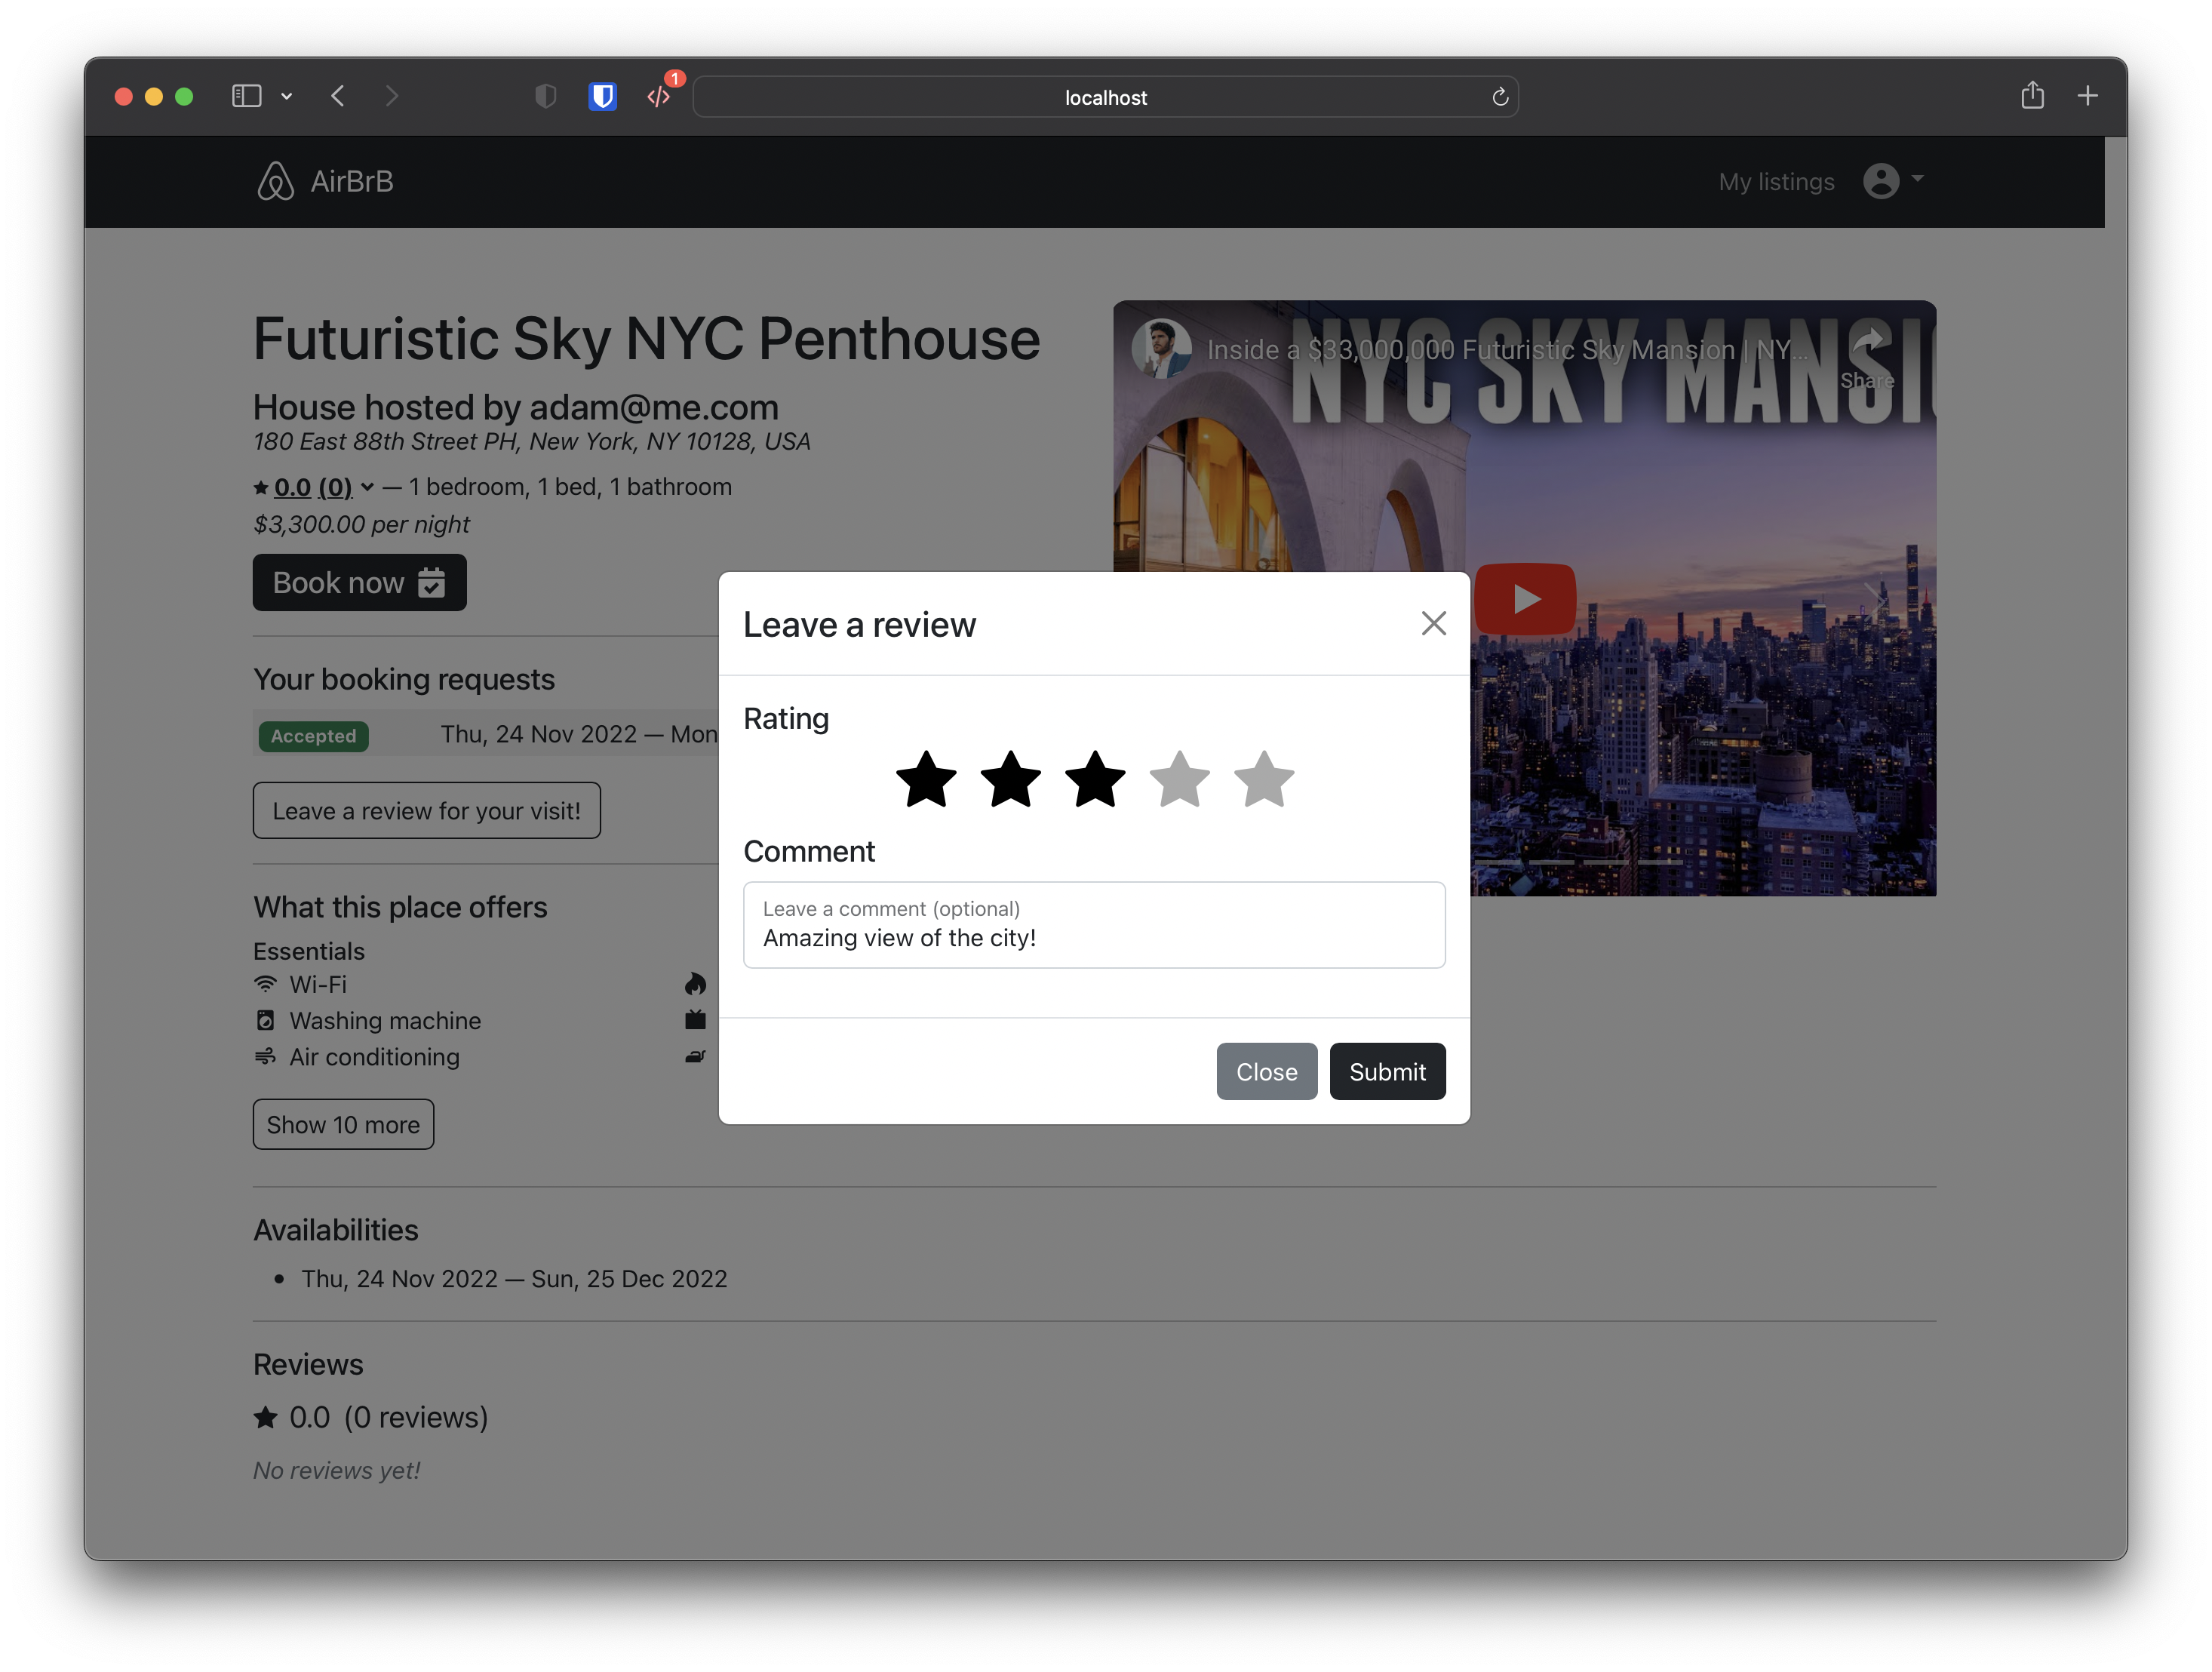 1
localhost
AirBrB
My listings
Futuristic Sky NYC Penthouse
House hosted by adam@me.com
180 East 88th Street PH, New York, NY 10128, USA
0.0 (0) — 1 bedroom, 1 bed, 1 bathroom
$3,300.00 per night
Book now
Inside a $33,000,000 Futuristic Sky Mansion | NY...
Share
NYC SKY MANSI
Your booking requests
Accepted Thu, 24 Nov 2022 — Mon
Leave a review for your visit!
What this place offers
Essentials
Wi-Fi
Washing machine
Air conditioning
Show 10 more
Leave a review
Rating
Comment
Leave a comment (optional)
Amazing view of the city!
Close Submit
Availabilities
• Thu, 24 Nov 2022 — Sun, 25 Dec 2022
Reviews
0.0 (0 reviews)
No reviews yet!